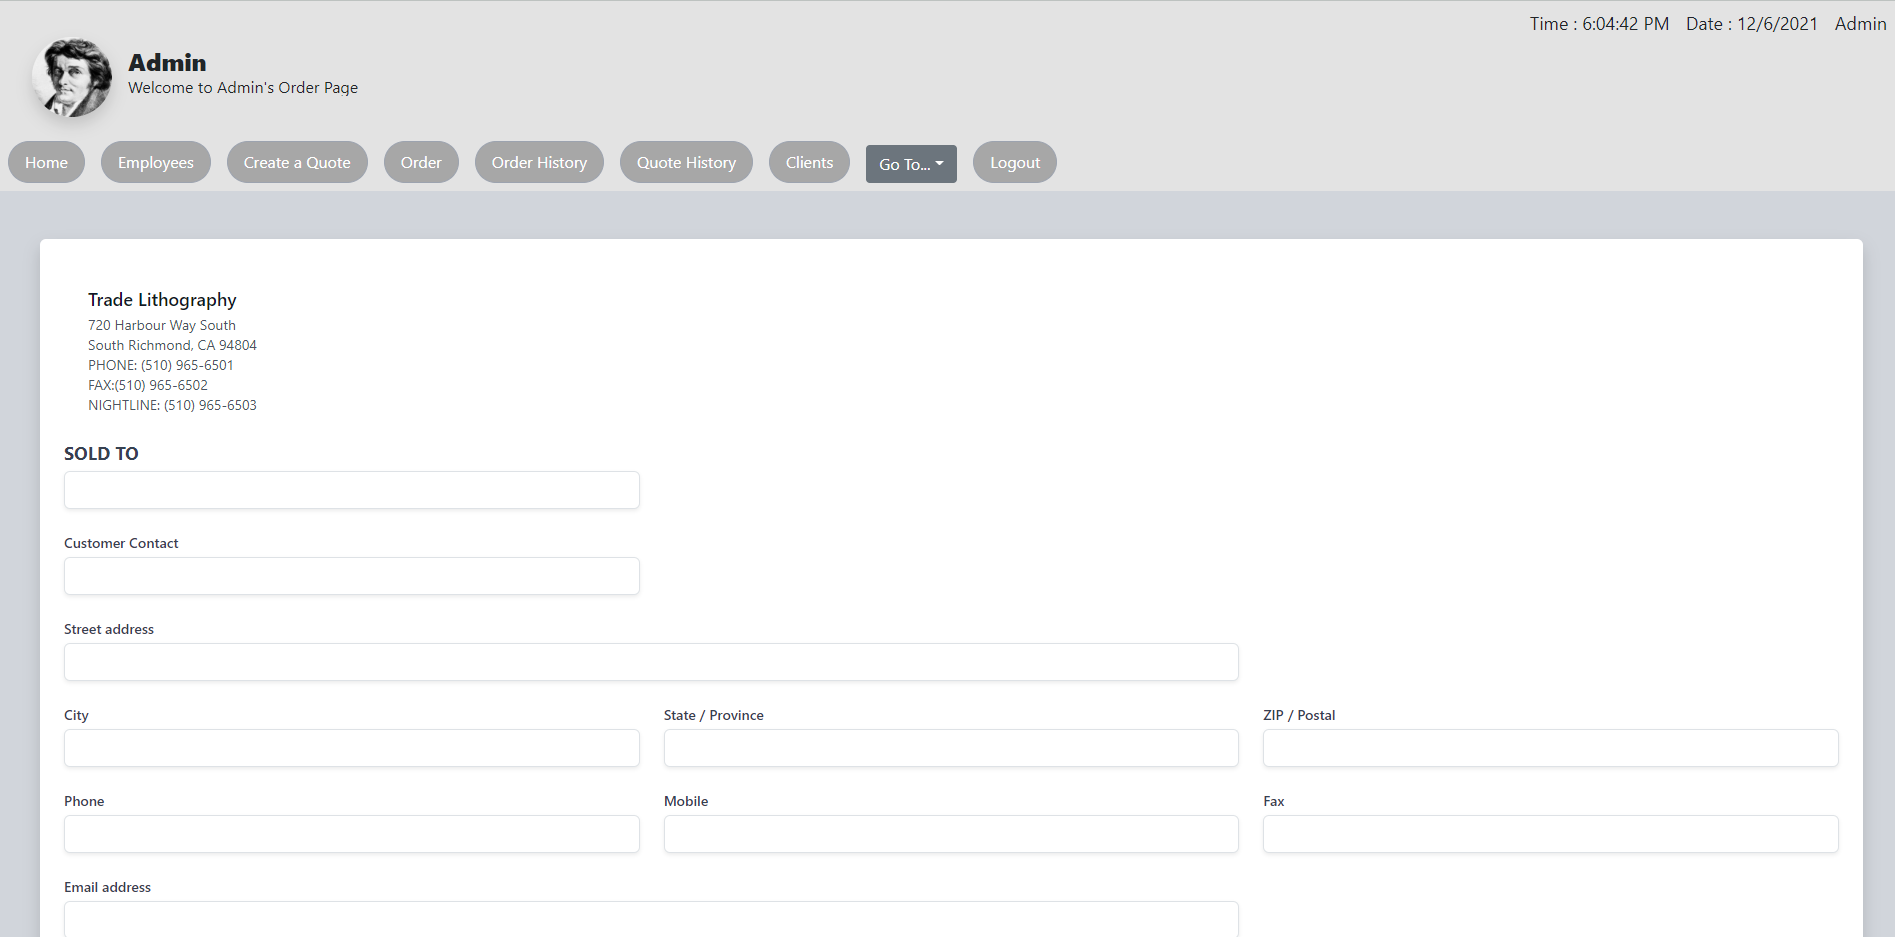 Time : 6:04:42 PM Date : 12/6/2021 Admin
Admin
Welcome to Admin's Order Page
Home Employees Create a Quote Order Order History Quote History Clients Go To... Logout
Trade Lithography
720 Harbour Way South
South Richmond, CA 94804
PHONE: (510) 965-6501
FAX:(510) 965-6502
NIGHTLINE: (510) 965-6503
SOLD TO
Customer Contact
Street address
City State / Province ZIP / Postal
Phone Mobile Fax
Email address